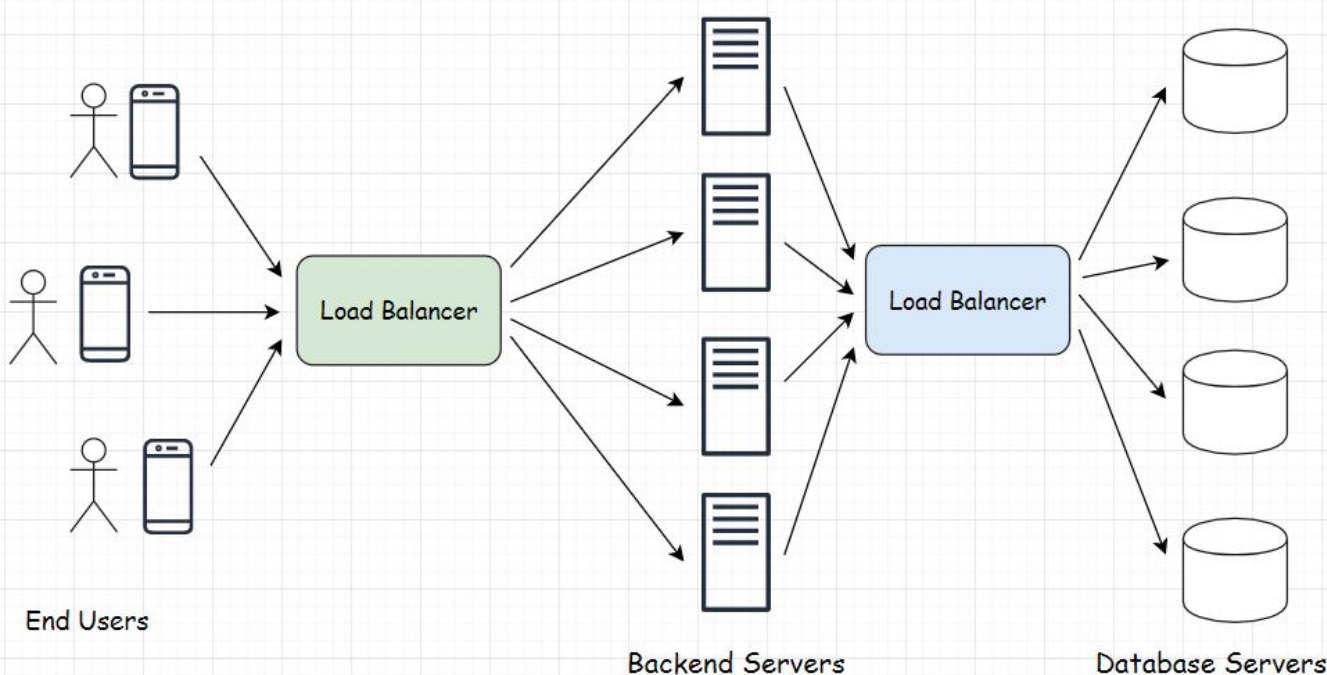 Load Balancer
Load Balancer
End Users
Backend Servers
Database Servers